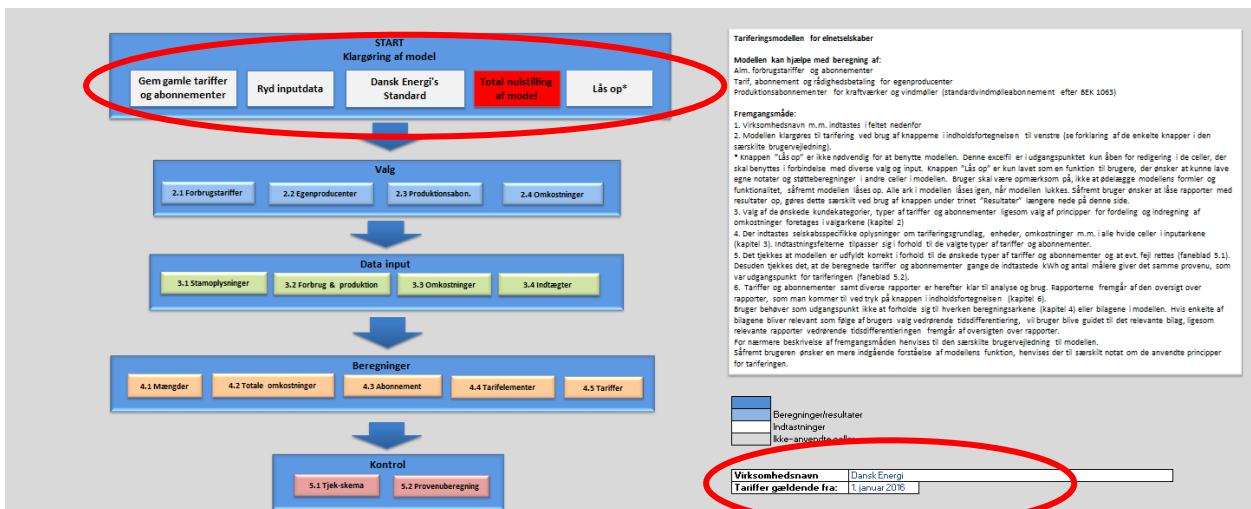 START
Klargøring af model
Gem gamle tariffer
og abonnementer
Ryd inputdata
Dansk Energi's
Standard
Total nulstilling
af model
Lås op*
Valg
2.1 Forbrugstariffer
2.2 Egenproducenter
2.3 Produktionsabon.
2.4 Omkostninger
Data input
3.1 Stamoplysninger
3.2 Forbrug & produktion
3.3 Omkostninger
3.4 Indtægter
Beregninger
4.1 Mængder
4.2 Totale omkostninger
4.3 Abonnement
4.4 Tarifelementer
4.5 Tariffer
Kontrol
5.1 Tjek-skema
5.2 Provenuberegning
Tariferingsmodellen for elnetselskaber
Modellen kan hjælpe med beregning af:
Alm. forbrugstariffer og abonnementer
Tarif, abonnement og rådighedsbetaling for egenproducenter
Produktionsabonnementer for kraftværker og vindmøller (standardvindmølleabonnement efter BEK 1063)
Fremgangsmåde:
1. Virksomhedsnavn m.m. indtastes i feltet nedenfor
2. Modellen klargøres til tarifering ved brug af knapperne i indholdsfortegnelsen til venstre (se forklaring af de enkelte knapper i den
særskilte brugervejledning).
* Knappen "Lås op" er ikke nødvendig for at benytte modellen. Denne excelfil er i udgangspunktet kun åben for redigering i de celler, der
skal benyttes i forbindelse med diverse valg og input. Knappen "Lås op" er kun lavet som en funktion til brugere, der ønsker at kunne lave
egne notater og støtteberegninger i andre celler i modellen. Bruger skal være opmærksom på, ikke at ødelægge modellens formler og
funktionalitet, såfremt modellen låses op. Alle ark i modellen låses igen, når modellen lukkes. Såfremt bruger ønsker at låse rapporter med
resultater op, gøres dette særskilt ved brug af knappen under trinet "Resultater" længere nede på denne side.
3. Valg af de ønskede kundekategorier, typer af tariffer og abonnementer ligesom valg af principper for fordeling og indregning af
omkostninger foretages i valgarkene (kapitel 2)
4. Der indtastes selskabsspecifikke oplysninger om tariferingsgrundlag, enheder, omkostninger m.m. i alle hvide celler i inputarkene
(kapitel 3). Indtastningsfelterne tilpasser sig i forhold til de valgte typer af tariffer og abonnementer.
5. Det tjekkes at modellen er udfyldt korrekt i forhold til de ønskede typer af tariffer og abonnementer og at evt. fejl rettes (faneblad 5.1).
Desuden tjekkes det, at de beregnede tariffer og abonnementer gange de indtastede kWh og antal målere giver det samme provenu, som
var udgangspunkt for tariferingen (faneblad 5.2).
6. Tariffer og abonnementer samt diverse rapporter er herefter klar til analyse og brug. Rapporterne fremgår af den oversigt over
rapporter, som man kommer til ved tryk på knappen i indholdsfortegnelsen (kapitel 6).
Bruger behøver som udgangspunkt ikke at forholde sig til hverken beregningsarkene (kapitel 4) eller bilagene i modellen. Hvis enkelte af
bilagene bliver relevant som følge af brugers valg vedrørende tidsdifferentiering, vil bruger blive guidet til det relevante bilag, ligesom
relevante rapporter vedrørende tidsdifferentieringen fremgår af oversigten over rapporter.
For nærmere beskrivelse af fremgangsmåden henvises til den særskilte brugervejledning til modellen.
Såfremt brugeren ønsker en mere indgående forståelse af modellens funktion, henvises der til særskilt notat om de anvendte principper
for tariferingen.
Beregninger/resultater
Indtastninger
Ikke-anvendte celler
Virksomhedsnavn Dansk Energi
Tariffer gældende fra: 1. januar 2016